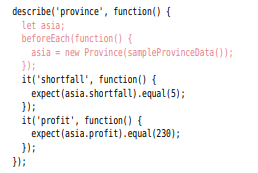 describe('province', function() {
  let asia;
  beforeEach(function() {
    asia = new Province(sampleProvinceData());
  });
  it('shortfall', function() {
    expect(asia.shortfall).equal(5);
  });
  it('profit', function() {
    expect(asia.profit).equal(230);
  });
});